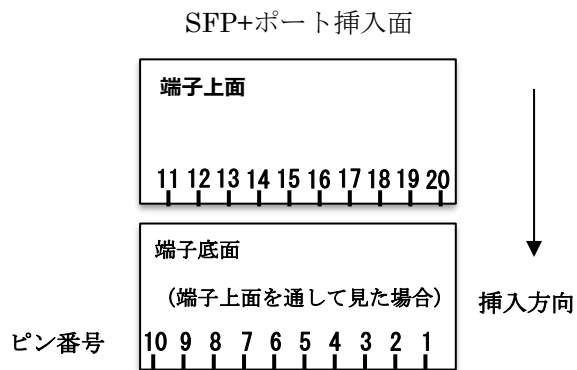 SFP+ポート挿入面
端子上面
11 12 13 14 15 16 17 18 19 20
端子底面
(端子上面を通して見た場合)
挿入方向
ピン番号
10 9 8 7 6 5 4 3 2 1